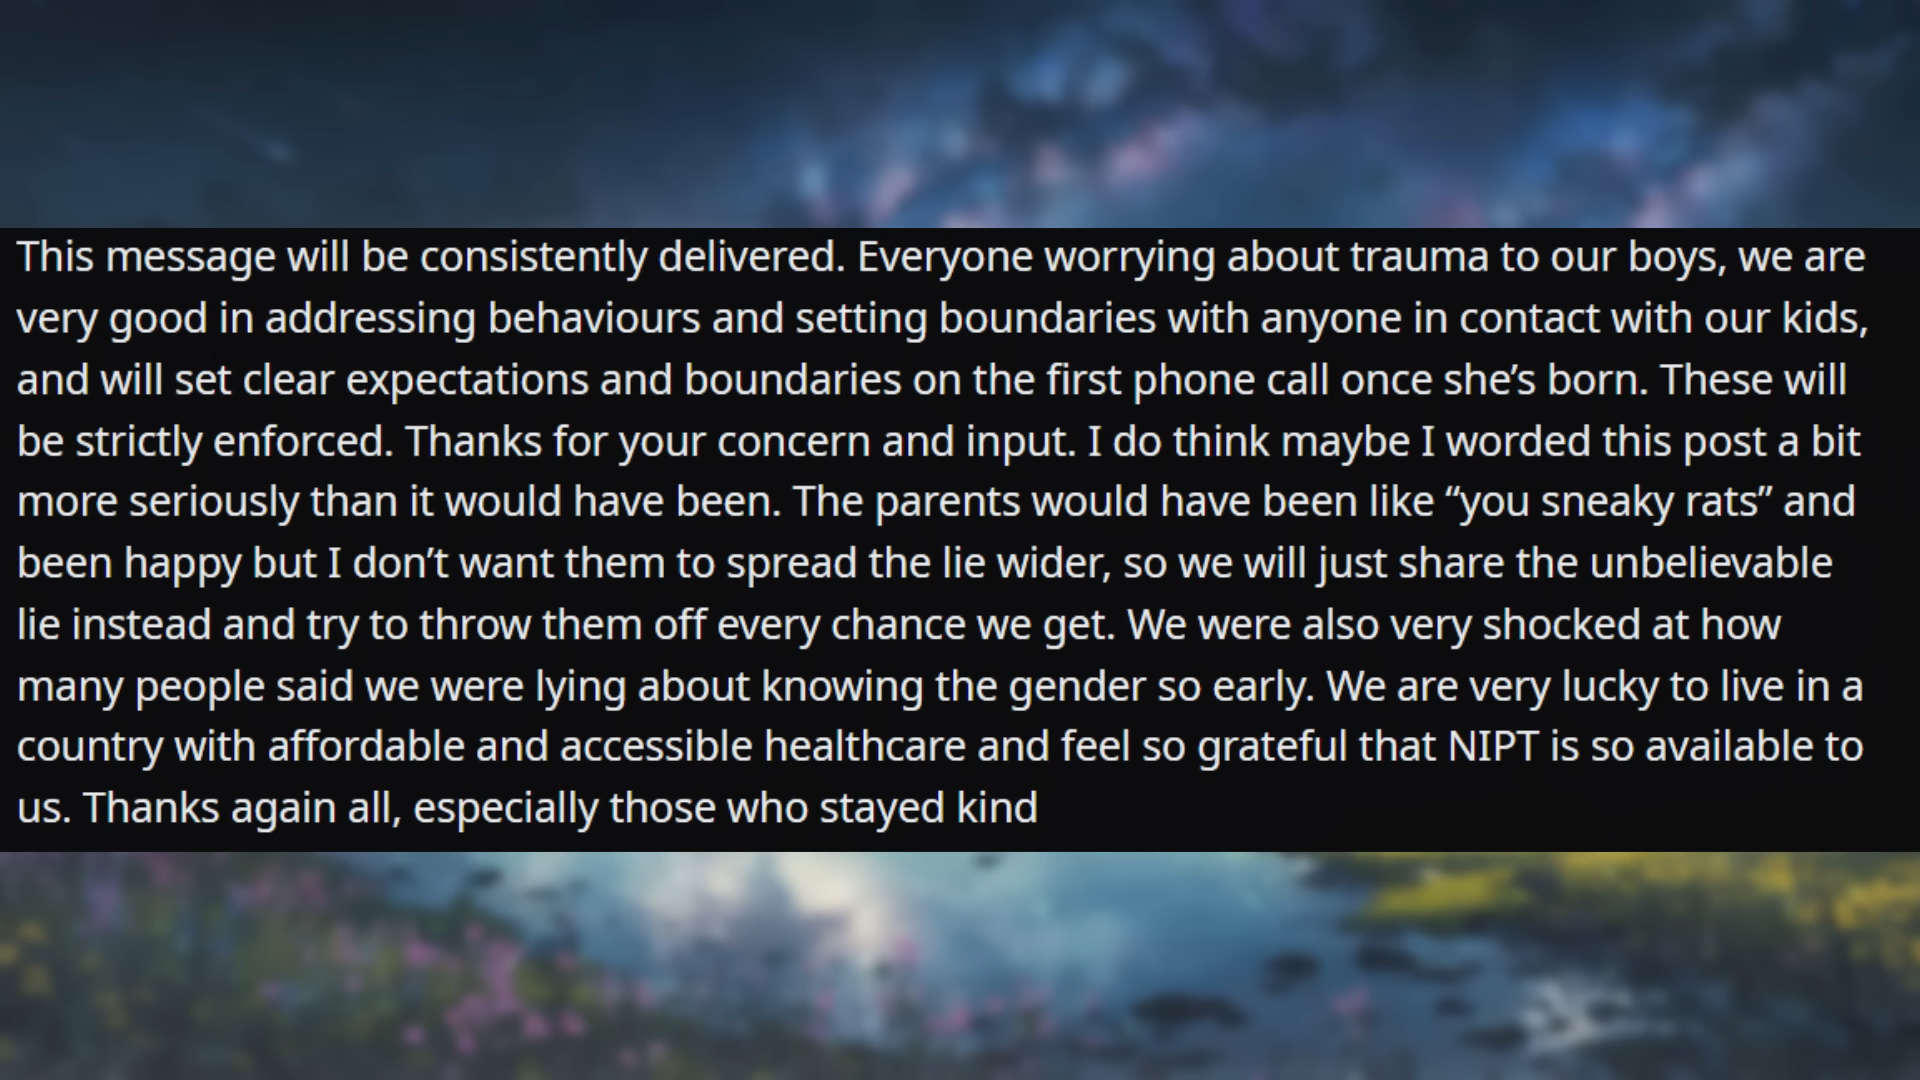 This message will be consistently delivered. Everyone worrying about trauma to our boys, we are
very good in addressing behaviours and setting boundaries with anyone in contact with our kids,
and will set clear expectations and boundaries on the first phone call once she’s born. These will
be strictly enforced. Thanks for your concern and input. I do think maybe I worded this post a bit
more seriously than it would have been. The parents would have been like “you sneaky rats” and
been happy but I don’t want them to spread the lie wider, so we will just share the unbelievable
lie instead and try to throw them off every chance we get. We were also very shocked at how
many people said we were lying about knowing the gender so early. We are very lucky to live in a
country with affordable and accessible healthcare and feel so grateful that NIPT is so available to
us. Thanks again all, especially those who stayed kind